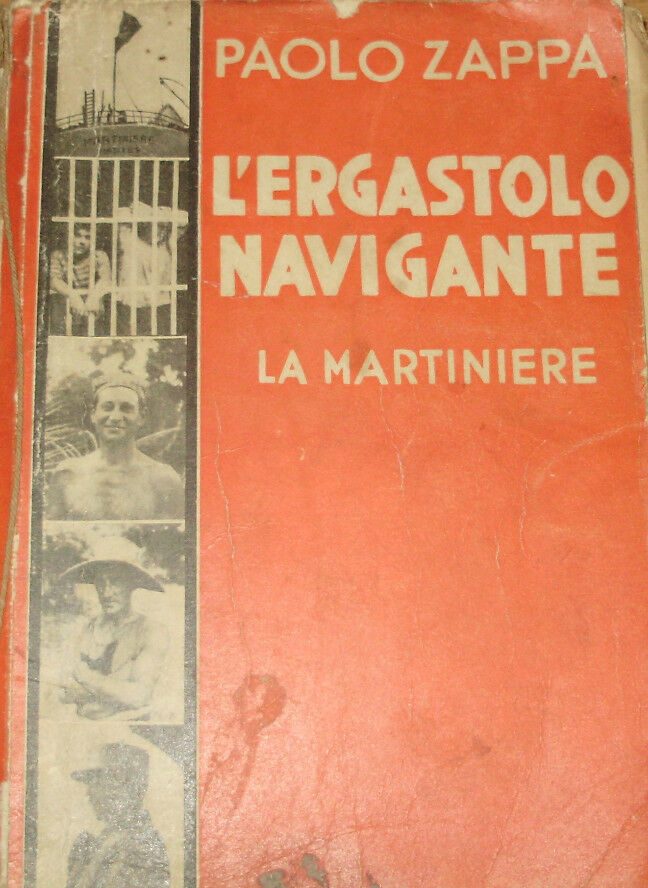 PAOLO ZAPPA
L'ERGASTOLO
NAVIGANTE
LA MARTINIERE